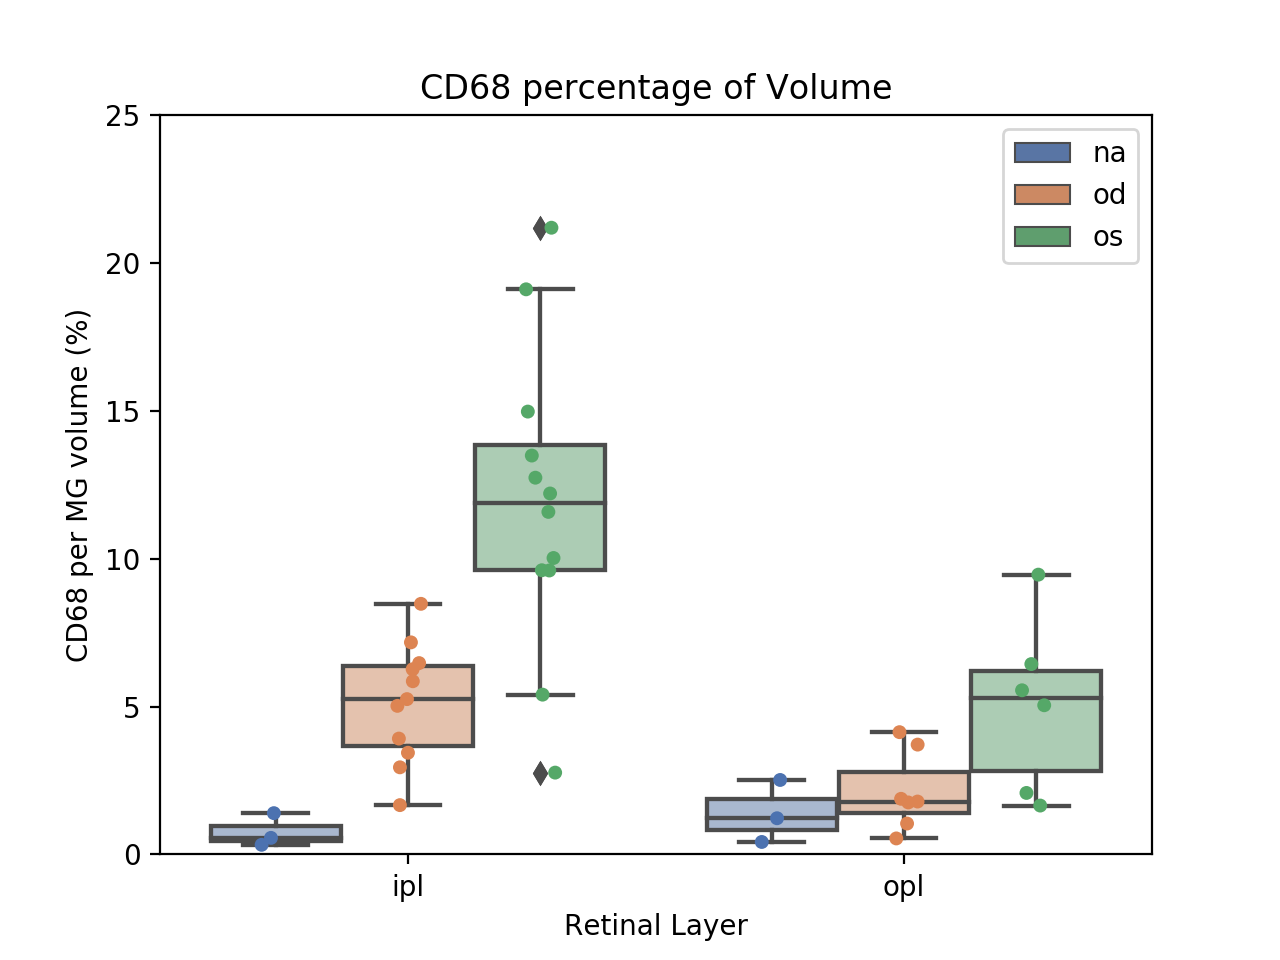 CD68 percentage of Volume
25
20
15
10
5
0
CD68 per MG volume (%)
na
od
os
ipl
opl
Retinal Layer